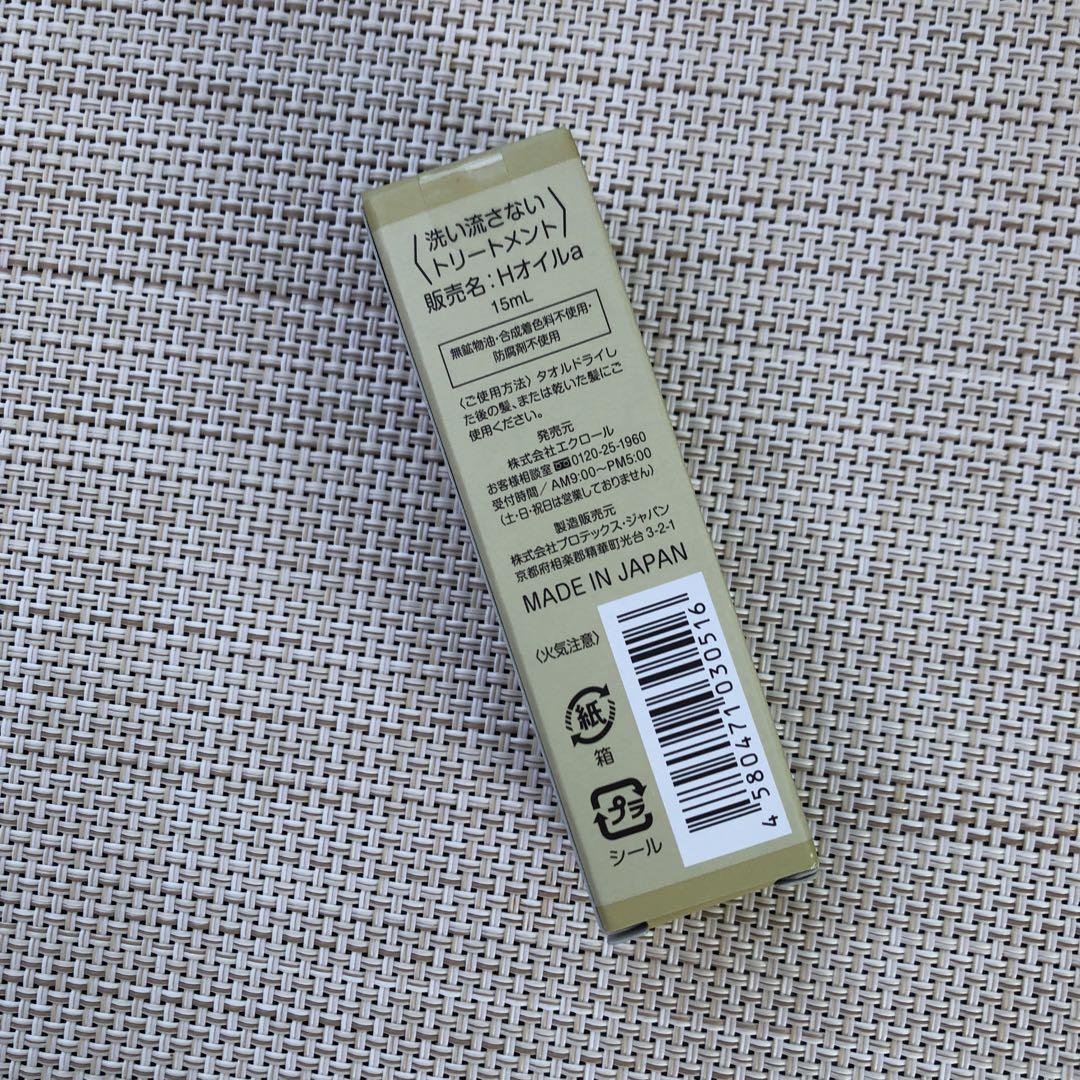 〈洗い流さない
トリートメント〉
販売名:Hオイルa
15mL
無鉱物油・合成着色料不使用・
防腐剤不使用
〈ご使用方法〉タオルドライし
た後の髪、または乾いた髪にご
使用ください。
発売元
株式会社エクロール
お客様相談室 0120-25-1960
受付時間/AM9:00〜PM5:00
(土・日・祝日は営業しておりません)
製造販売元
株式会社プロテックス・ジャパン
京都府相楽郡精華町光台 3-2-1
MADE IN JAPAN
〈火気注意〉
紙
箱
プラ
シール
4 580471 030516